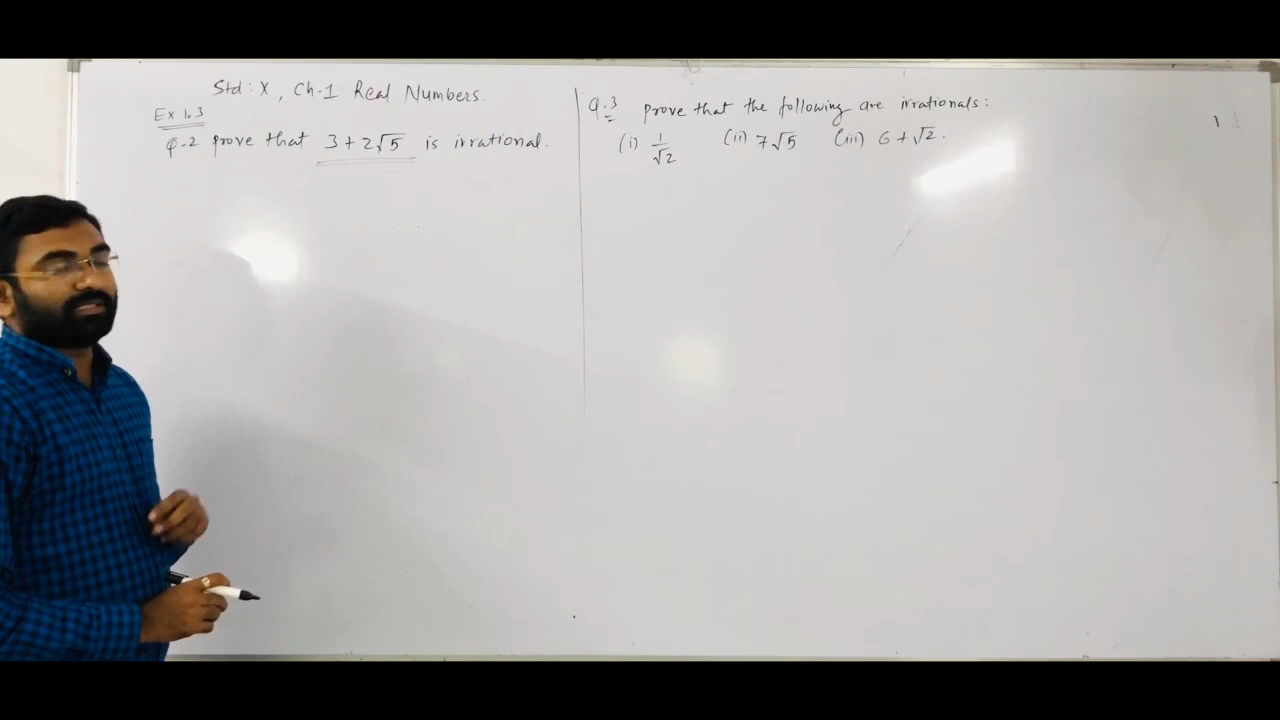 Std: X, Ch-1 Real Numbers.
Ex 1.3
Q.2 prove that 3 + 2√5 is irrational.
Q.3 prove that the following are irrationals:
(i) 1/√2 (ii) 7√5 (iii) 6 + √2.